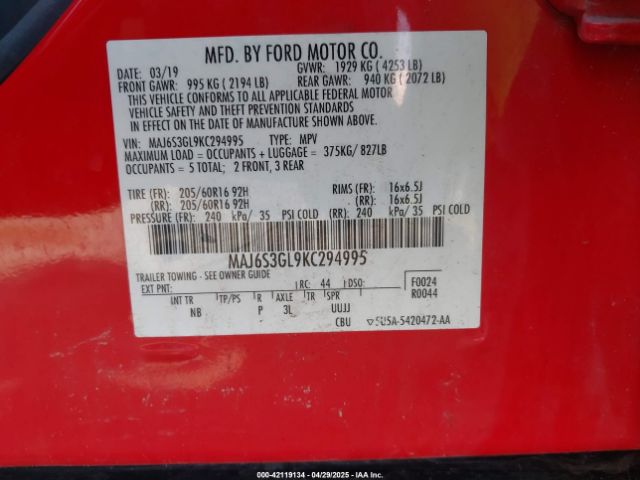 MFD. BY FORD MOTOR CO.
DATE: 03/19 GVWR: 1929 KG ( 4253 LB)
FRONT GAWR: 995 KG ( 2194 LB) REAR GAWR: 940 KG ( 2072 LB)
THIS VEHICLE CONFORMS TO ALL APPLICABLE FEDERAL MOTOR
VEHICLE SAFETY AND THEFT PREVENTION STANDARDS
IN EFFECT ON THE DATE OF MANUFACTURE SHOWN ABOVE.
VIN: MAJ6S3GL9KC294995 TYPE: MPV
MAXIMUM LOAD = OCCUPANTS + LUGGAGE = 375KG/ 827LB
OCCUPANTS = 5 TOTAL; 2 FRONT, 3 REAR
TIRE (FR): 205/60R16 92H RIMS (FR): 16x6.5J
(RR): 205/60R16 92H (RR): 16x6.5J
PRESSURE (FR): 240 kPa/ 35 PSI COLD (RR): 240 kPa/ 35 PSI COLD
MAJ6S3GL9KC294995
TRAILER TOWING - SEE OWNER GUIDE
EXT PNT: RC: 44 DSO: F0024
R0044
INT TR TP/PS R AXLE TR SPR
NB P 3L UUJJ
CBU 5U5A-5420472-AA
000-42119134 - 04/29/2025 - IAAI, Inc.